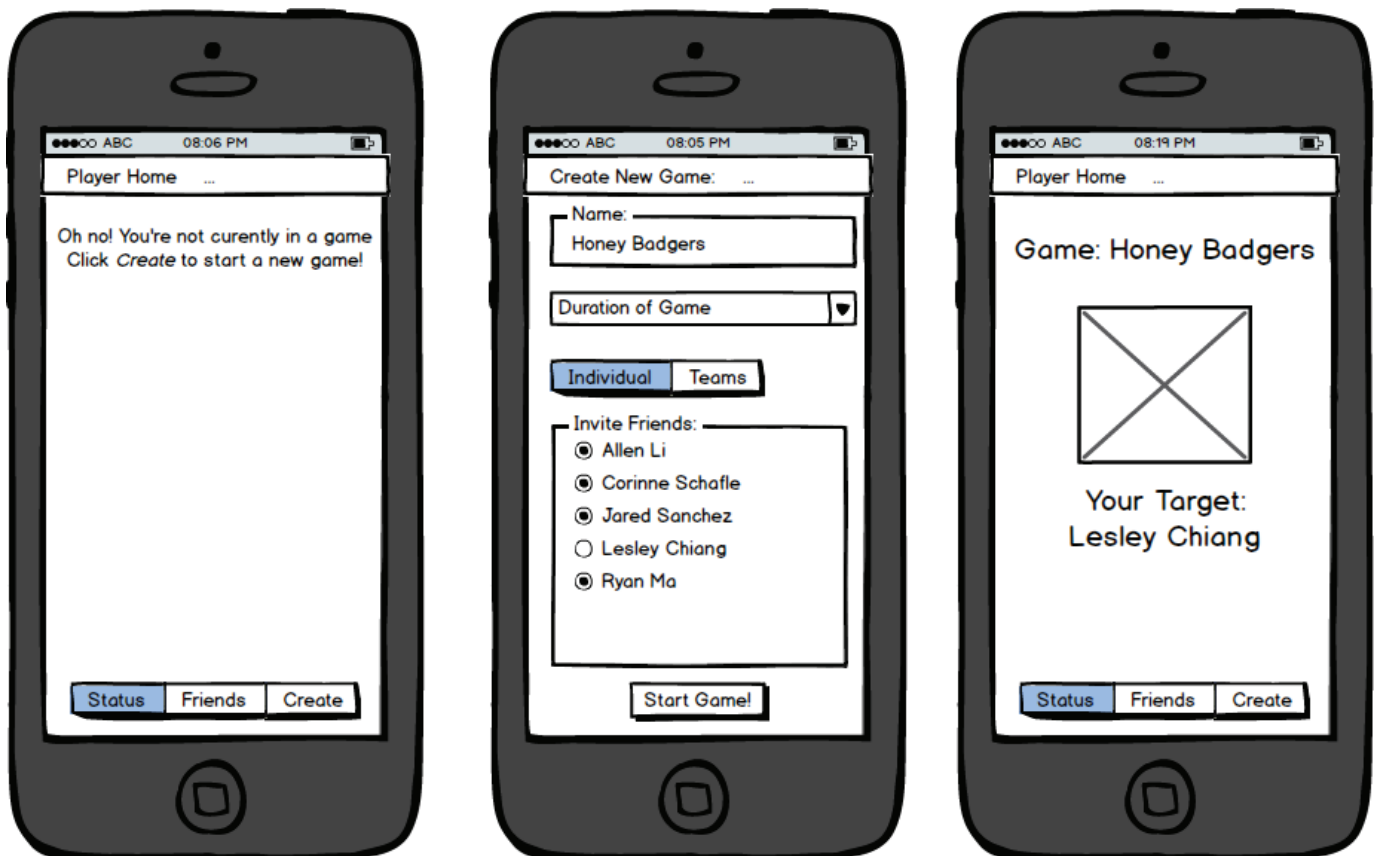 ABC 08:06 PM
Player Home ...
Oh no! You're not curently in a game
Click Create to start a new game!
Status Friends Create
ABC 08:05 PM
Create New Game: ...
Name:
Honey Badgers
Duration of Game
Individual Teams
Invite Friends:
Allen Li
Corinne Schafle
Jared Sanchez
Lesley Chiang
Ryan Ma
Start Game!
ABC 08:19 PM
Player Home ...
Game: Honey Badgers
Your Target:
Lesley Chiang
Status Friends Create